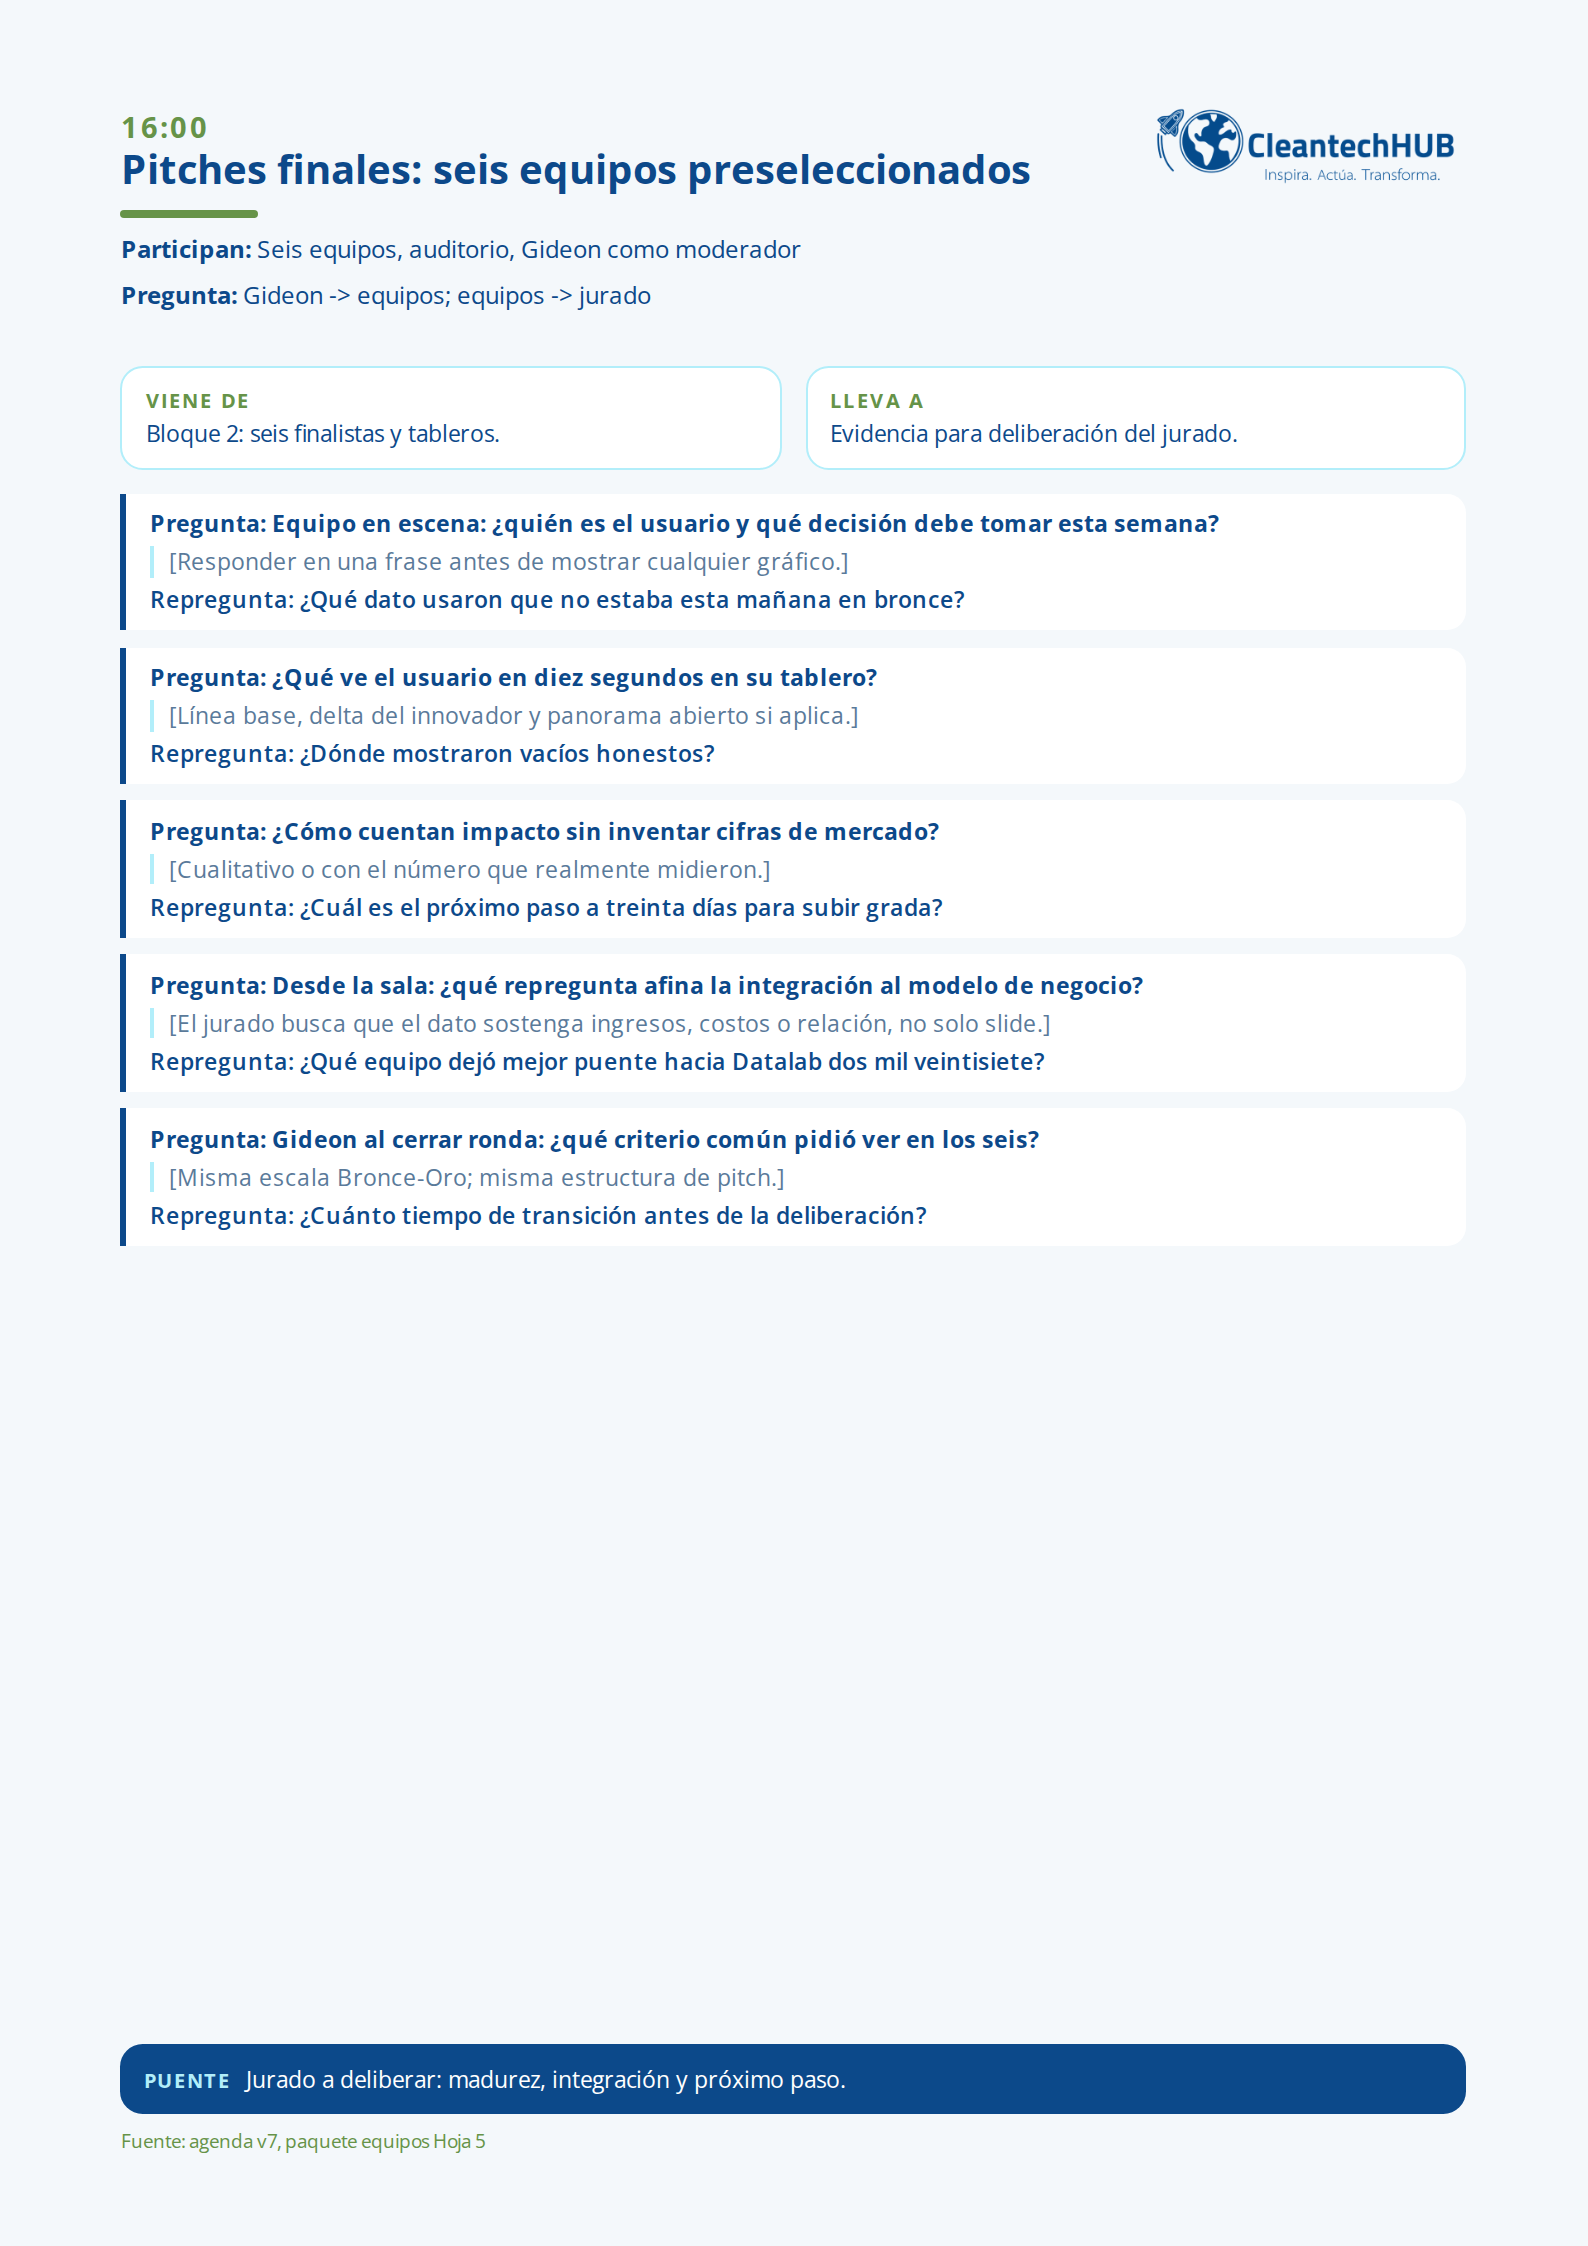 16:00
Pitches finales: seis equipos preseleccionados
CleantechHUB
Inspira. Actúa. Transforma.
Participan: Seis equipos, auditorio, Gideon como moderador
Pregunta: Gideon -> equipos; equipos -> jurado
VIENE DE
Bloque 2: seis finalistas y tableros.
LLEVA A
Evidencia para deliberación del jurado.
Pregunta: Equipo en escena: ¿quién es el usuario y qué decisión debe tomar esta semana?
[Responder en una frase antes de mostrar cualquier gráfico.]
Repregunta: ¿Qué dato usaron que no estaba esta mañana en bronce?
Pregunta: ¿Qué ve el usuario en diez segundos en su tablero?
[Línea base, delta del innovador y panorama abierto si aplica.]
Repregunta: ¿Dónde mostraron vacíos honestos?
Pregunta: ¿Cómo cuentan impacto sin inventar cifras de mercado?
[Cualitativo o con el número que realmente midieron.]
Repregunta: ¿Cuál es el próximo paso a treinta días para subir grada?
Pregunta: Desde la sala: ¿qué repregunta afina la integración al modelo de negocio?
[El jurado busca que el dato sostenga ingresos, costos o relación, no solo slide.]
Repregunta: ¿Qué equipo dejó mejor puente hacia Datalab dos mil veintisiete?
Pregunta: Gideon al cerrar ronda: ¿qué criterio común pidió ver en los seis?
[Misma escala Bronce-Oro; misma estructura de pitch.]
Repregunta: ¿Cuánto tiempo de transición antes de la deliberación?
PUENTE Jurado a deliberar: madurez, integración y próximo paso.
Fuente: agenda v7, paquete equipos Hoja 5